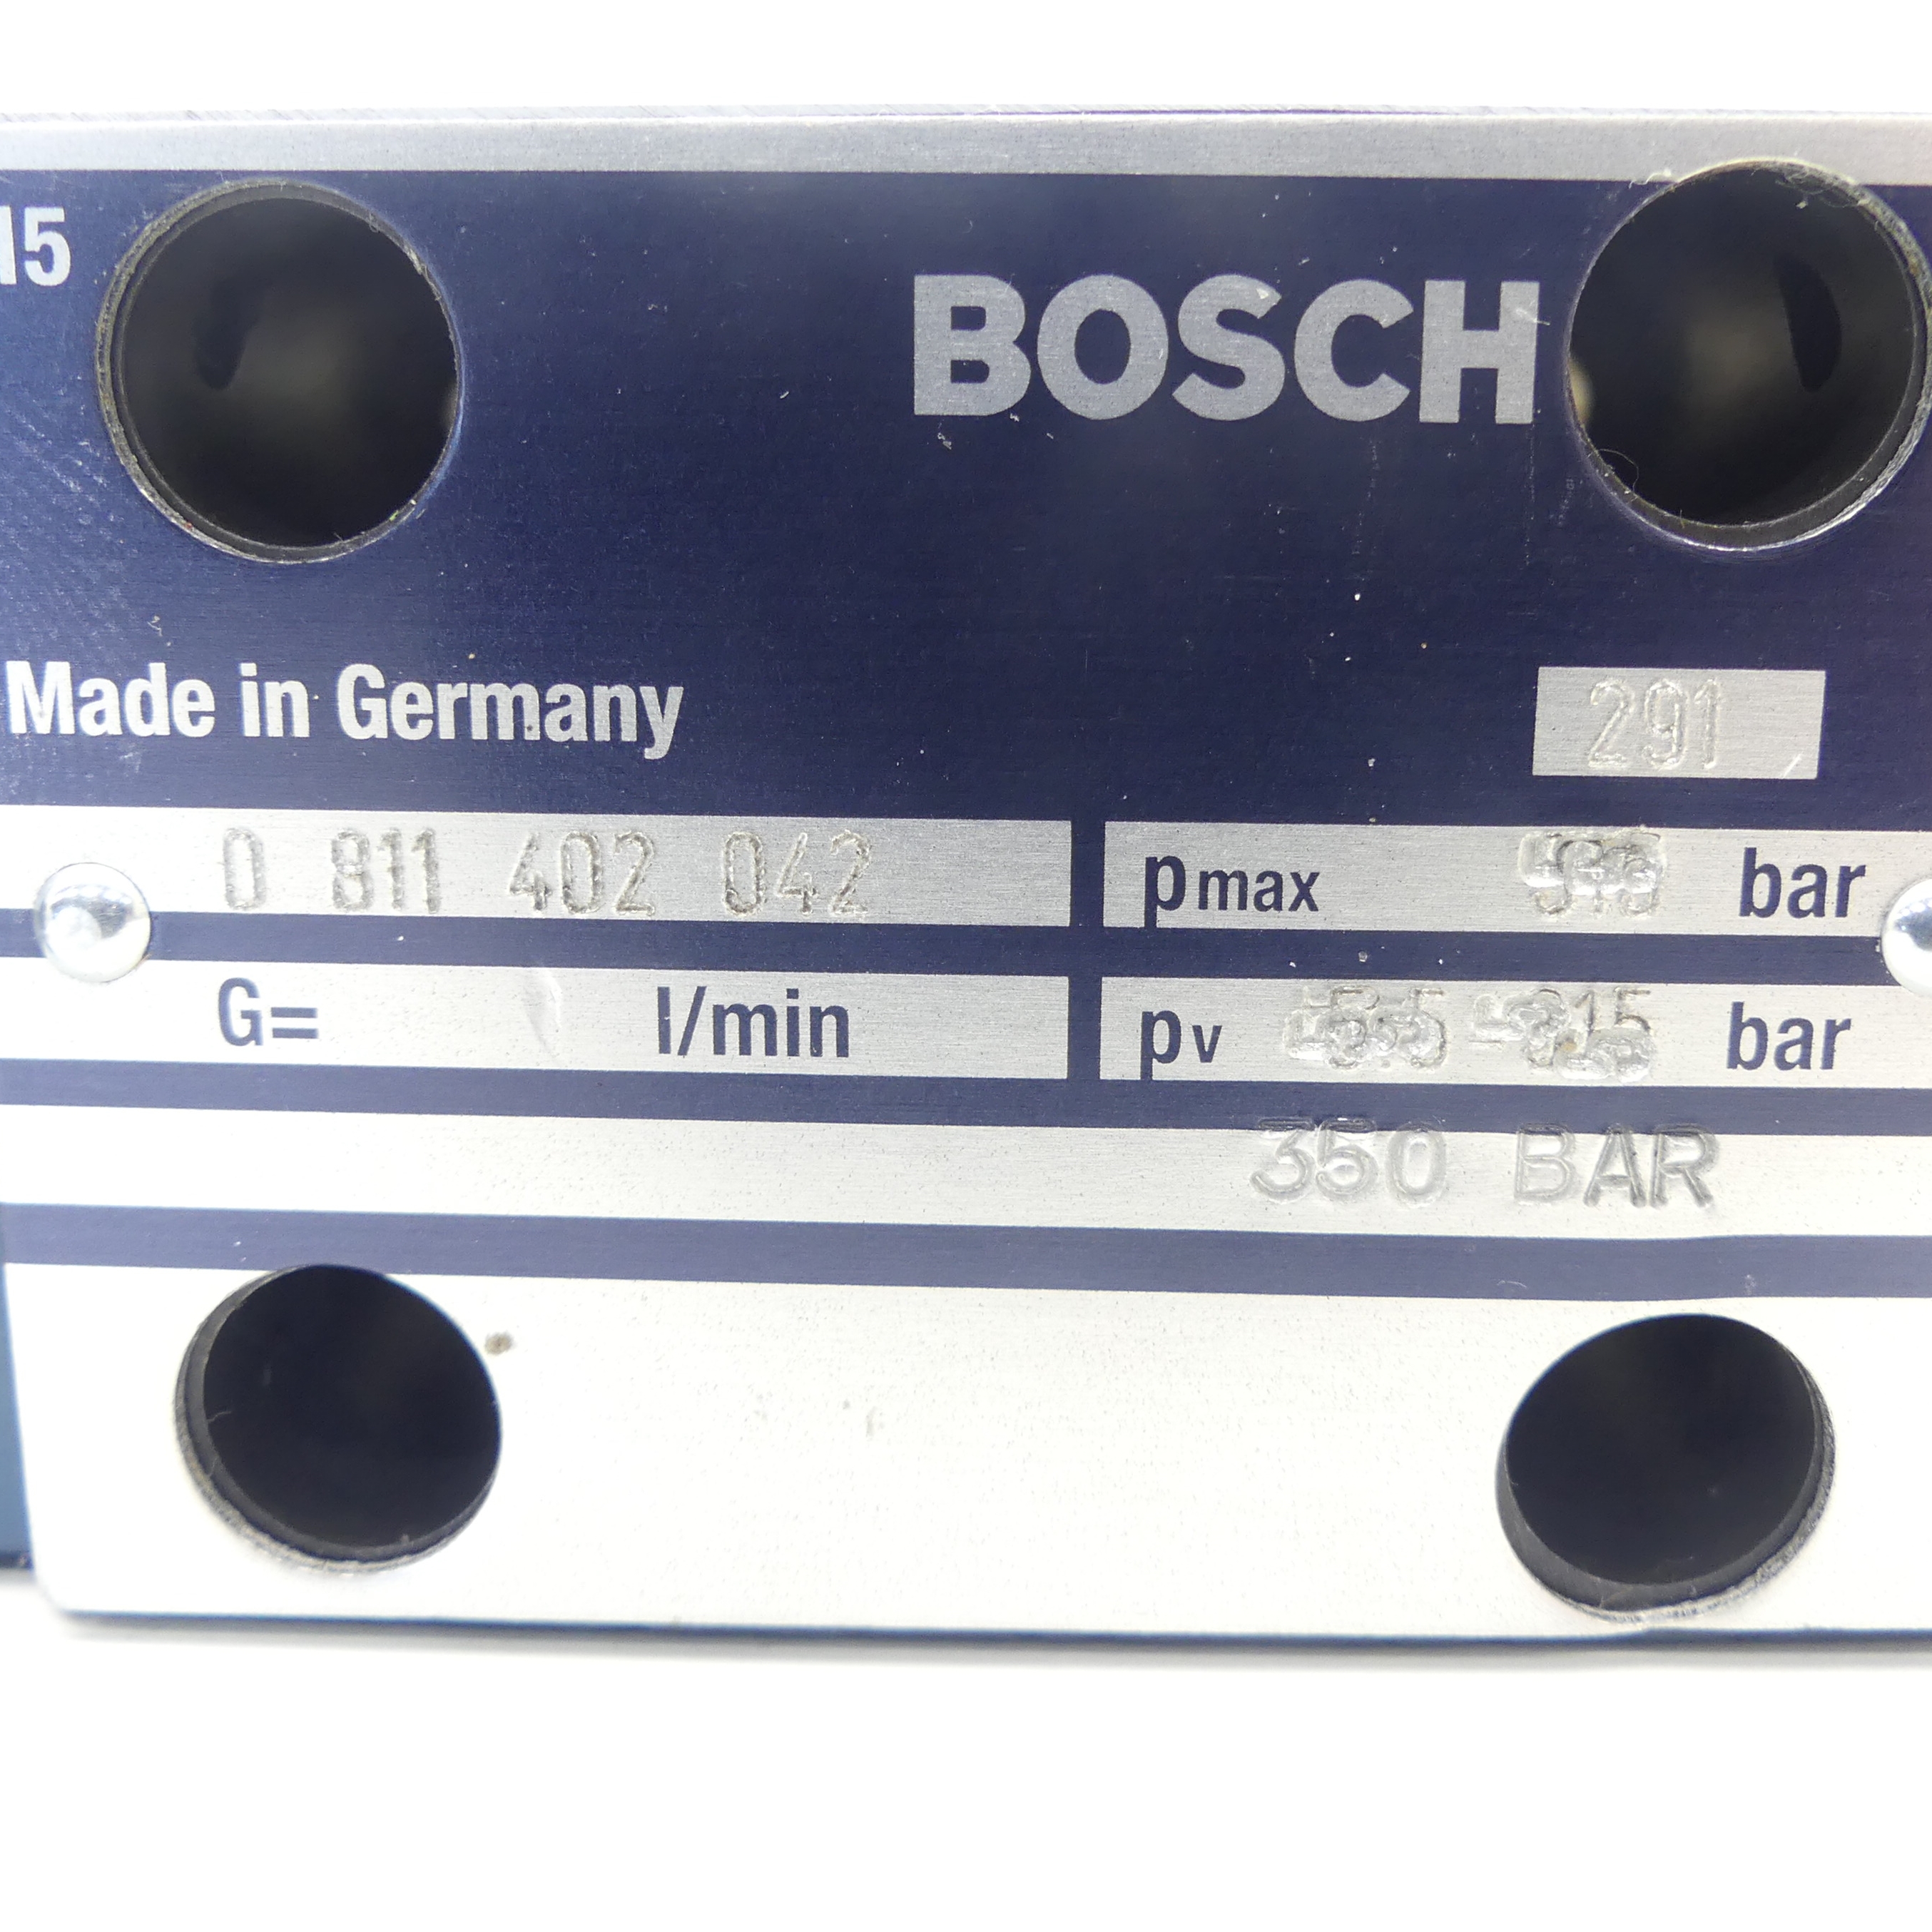 15
BOSCH
Made in Germany
291
0 811 402 042
pmax bar
G= l/min
pv bar
350 BAR